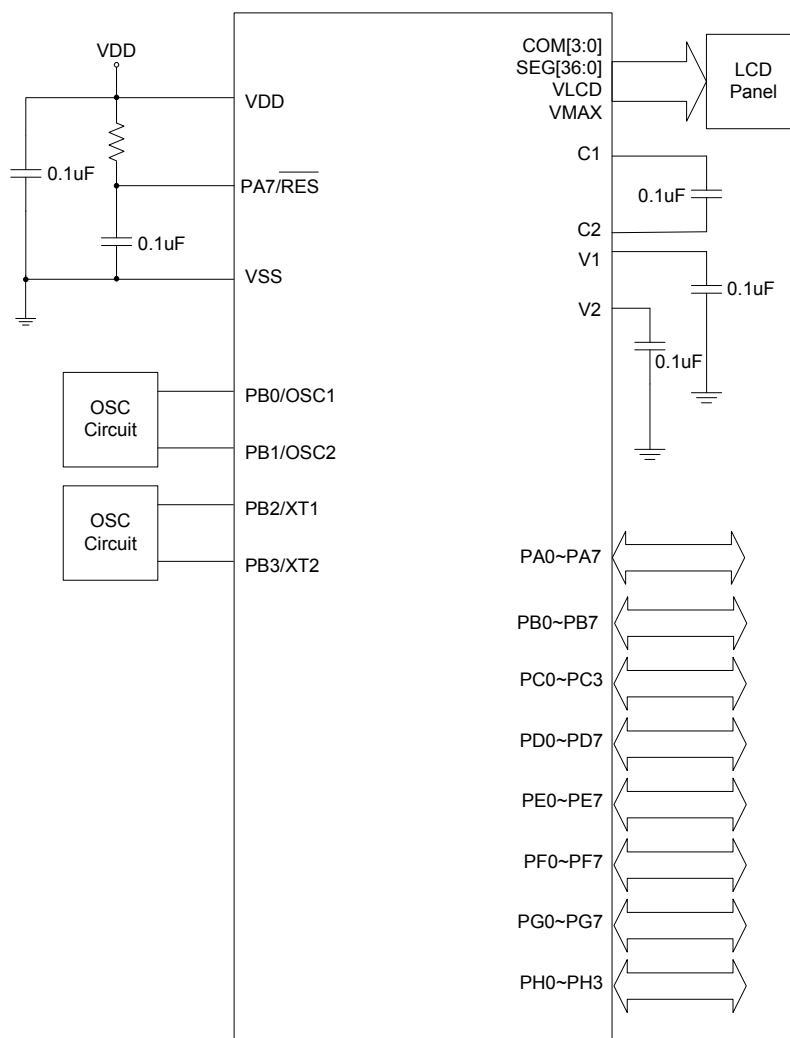 VDD
VDD
0.1uF
PA7/RES
0.1uF
VSS
OSC
Circuit
PB0/OSC1
PB1/OSC2
OSC
Circuit
PB2/XT1
PB3/XT2
COM[3:0]
SEG[36:0]
VLCD
VMAX
LCD
Panel
C1
0.1uF
C2
V1
0.1uF
V2
0.1uF
PA0~PA7
PB0~PB7
PC0~PC3
PD0~PD7
PE0~PE7
PF0~PF7
PG0~PG7
PH0~PH3